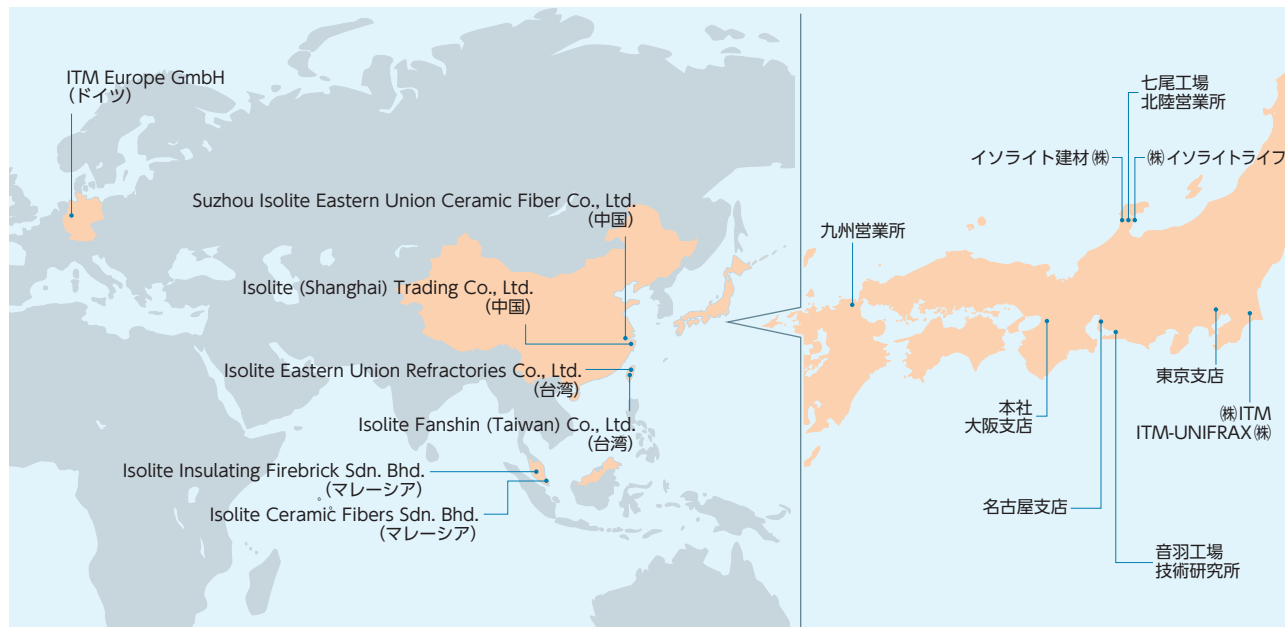 ITM Europe GmbH
(ドイツ)
Suzhou Isolite Eastern Union Ceramic Fiber Co., Ltd.
(中国)
Isolite (Shanghai) Trading Co., Ltd.
(中国)
Isolite Eastern Union Refractories Co., Ltd.
(台湾)
Isolite Fanshin (Taiwan) Co., Ltd.
(台湾)
Isolite Insulating Firebrick Sdn. Bhd.
(マレーシア)
Isolite Ceramic Fibers Sdn. Bhd.
(マレーシア)
七尾工場
北陸営業所
イソライト建材㈱
㈱イソライトライフ
九州営業所
東京支店
本社
大阪支店
㈱ITM
ITM-UNIFRAX㈱
名古屋支店
音羽工場
技術研究所